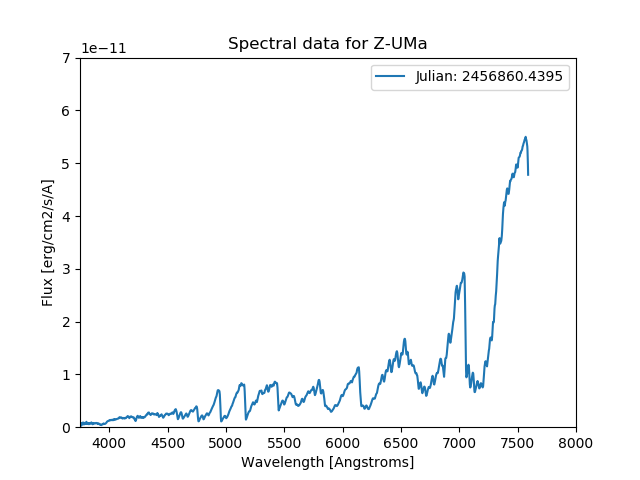 Spectral data for Z-UMa
1e−11
Julian: 2456860.4395
7
6
5
4
3
2
1
0
Flux [erg/cm2/s/A]
4000 4500 5000 5500 6000 6500 7000 7500 8000
Wavelength [Angstroms]